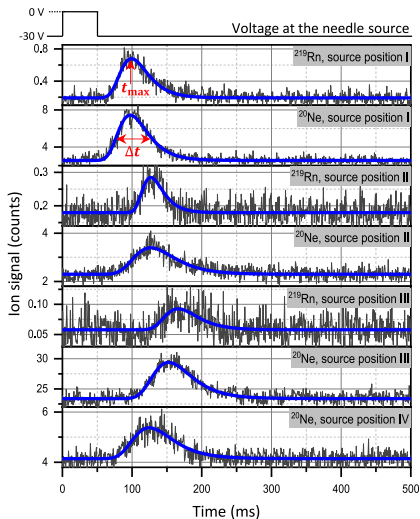 0 V
-30 V
Voltage at the needle source
0.8
0.4
²¹⁹Rn, source position I
t_max
8
4
²⁰Ne, source position I
Δt
0.3
0.2
²¹⁹Rn, source position II
4
2
²⁰Ne, source position II
0.10
0.05
²¹⁹Rn, source position III
30
25
²⁰Ne, source position III
6
4
²⁰Ne, source position IV
Ion signal (counts)
0 100 200 300 400 500
Time (ms)